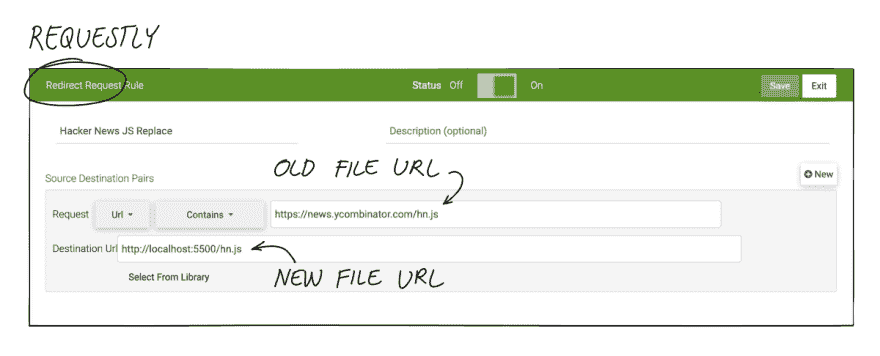 REQUESTLY
Redirect Request Rule Status Off On Save Exit
Hacker News JS Replace Description (optional)
OLD FILE URL
Source Destination Pairs New
Request Url Contains https://news.ycombinator.com/hn.js
Destination Url http://localhost:5500/hn.js
Select From Library
NEW FILE URL